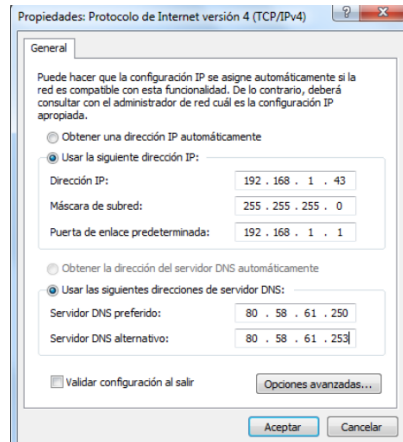 Propiedades: Protocolo de Internet versión 4 (TCP/IPv4)
General
Puede hacer que la configuración IP se asigne automáticamente si la
red es compatible con esta funcionalidad. De lo contrario, deberá
consultar con el administrador de red cuál es la configuración IP
apropiada.
Obtener una dirección IP automáticamente
Usar la siguiente dirección IP:
Dirección IP: 192 . 168 . 1 . 43
Máscara de subred: 255 . 255 . 255 . 0
Puerta de enlace predeterminada: 192 . 168 . 1 . 1
Obtener la dirección del servidor DNS automáticamente
Usar las siguientes direcciones de servidor DNS:
Servidor DNS preferido: 80 . 58 . 61 . 250
Servidor DNS alternativo: 80 . 58 . 61 . 253
Validar configuración al salir
Opciones avanzadas...
Aceptar Cancelar